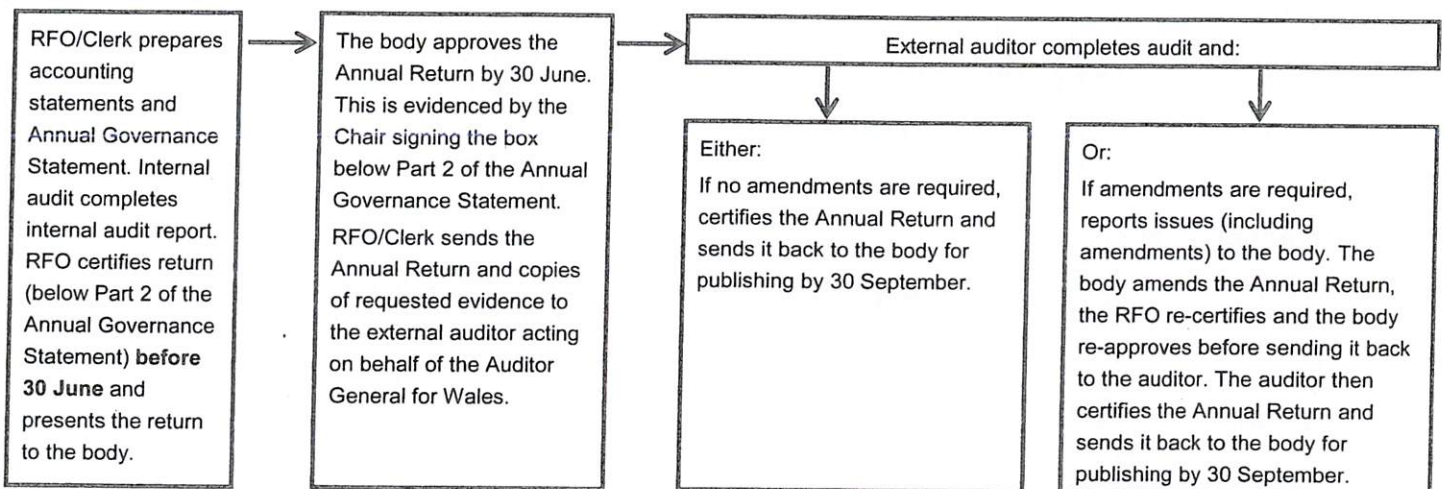 RFO/Clerk prepares
accounting
statements and
Annual Governance
Statement. Internal
audit completes
internal audit report.
RFO certifies return
(below Part 2 of the
Annual Governance
Statement) before
30 June and
presents the return
to the body.
The body approves the
Annual Return by 30 June.
This is evidenced by the
Chair signing the box
below Part 2 of the Annual
Governance Statement.
RFO/Clerk sends the
Annual Return and copies
of requested evidence to
the external auditor acting
on behalf of the Auditor
General for Wales.
External auditor completes audit and:
Either:
If no amendments are required,
certifies the Annual Return and
sends it back to the body for
publishing by 30 September.
Or:
If amendments are required,
reports issues (including
amendments) to the body. The
body amends the Annual Return,
the RFO re-certifies and the body
re-approves before sending it back
to the auditor. The auditor then
certifies the Annual Return and
sends it back to the body for
publishing by 30 September.